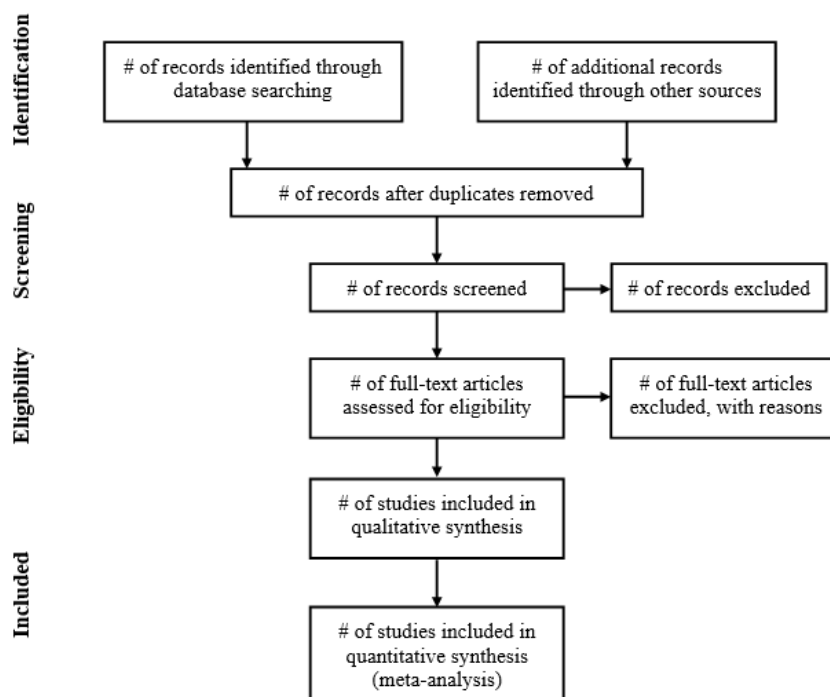 Identification
# of records identified through
database searching
# of additional records
identified through other sources
# of records after duplicates removed
Screening
# of records screened
# of records excluded
Eligibility
# of full-text articles
assessed for eligibility
# of full-text articles
excluded, with reasons
# of studies included in
qualitative synthesis
Included
# of studies included in
quantitative synthesis
(meta-analysis)